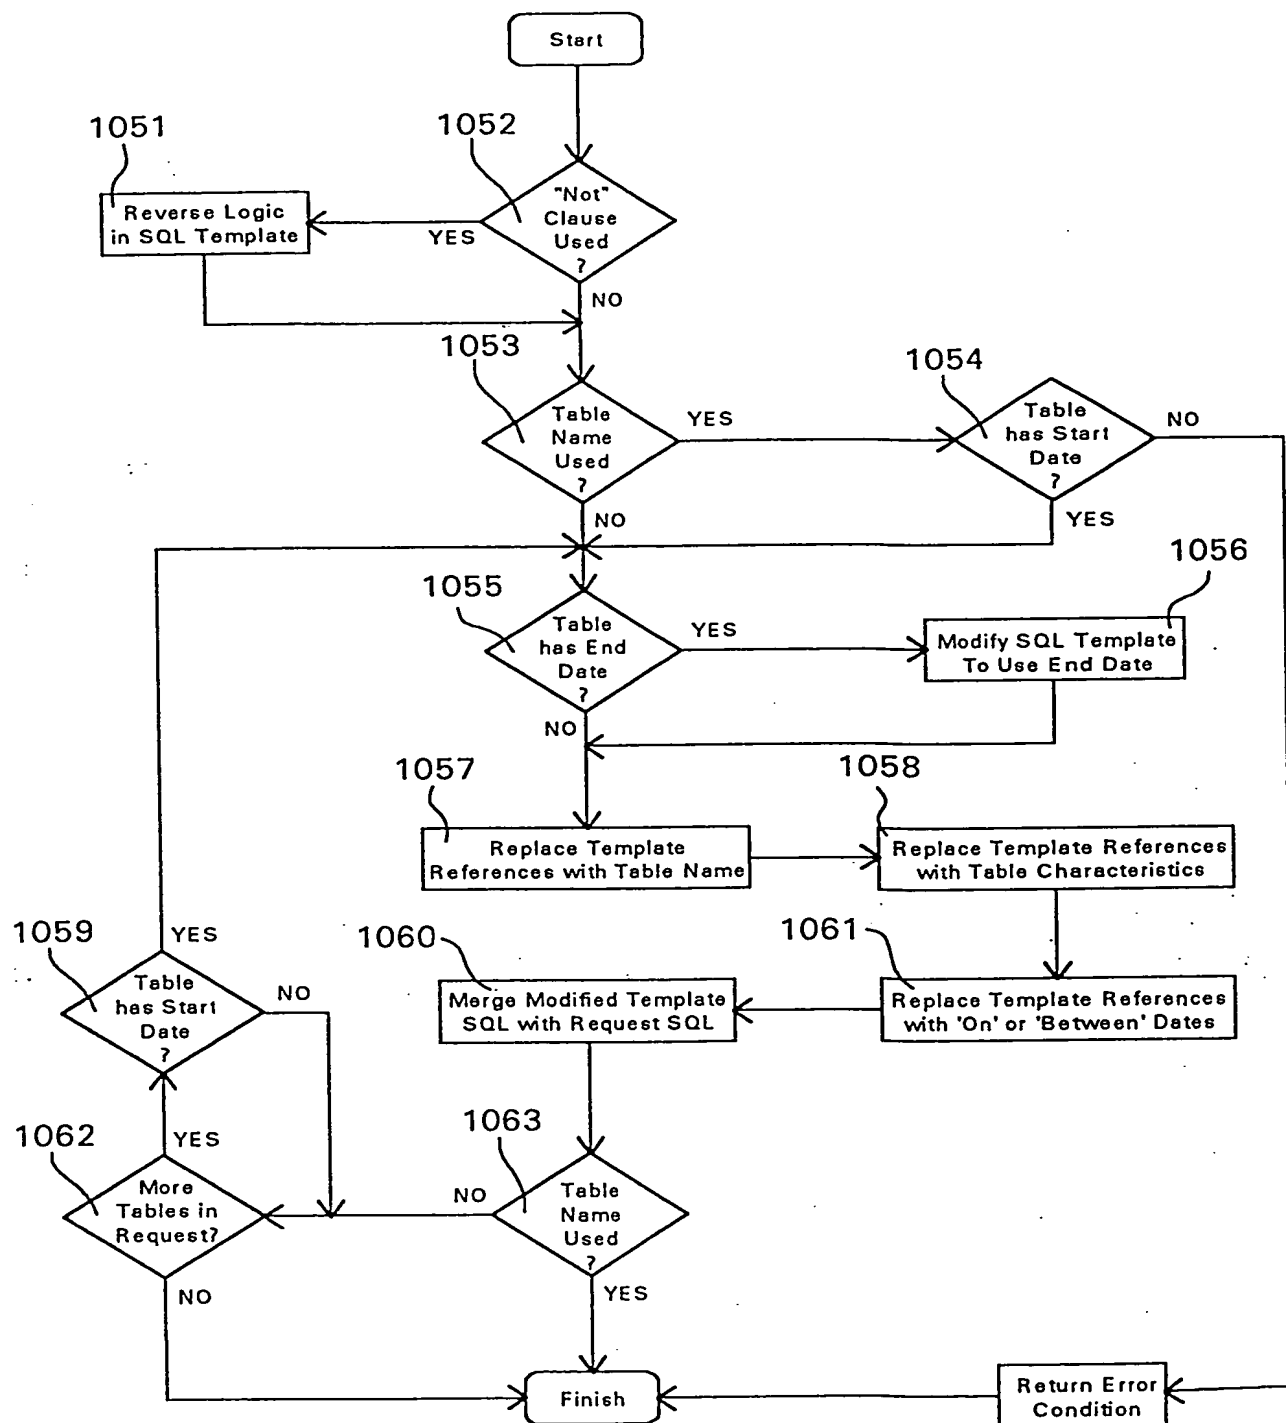 Start
1051
1052
"Not"
Clause
Used
?
Reverse Logic
in SQL Template
YES
NO
1053
1054
Table
Name
Used
?
YES
Table
has Start
Date
?
NO
NO
YES
1055
1056
Table
has End
Date
?
YES
Modify SQL Template
To Use End Date
NO
1057
1058
Replace Template
References with Table Name
Replace Template References
with Table Characteristics
1059
YES
1060
1061
Table
has Start
Date
?
NO
Merge Modified Template
SQL with Request SQL
Replace Template References
with 'On' or 'Between' Dates
1062
YES
1063
More
Tables in
Request?
NO
Table
Name
Used
?
NO
YES
Finish
Return Error
Condition